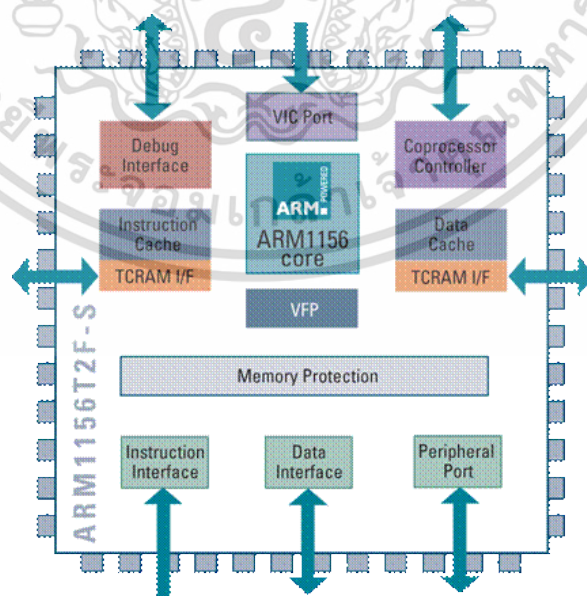 VIC Port
Debug
Interface
Coprocessor
Controller
ARM POWERED
ARM1156
core
Instruction
Cache
TCRAM I/F
Data
Cache
TCRAM I/F
VFP
Memory Protection
Instruction
Interface
Data
Interface
Peripheral
Port
ARM1156T2F-S